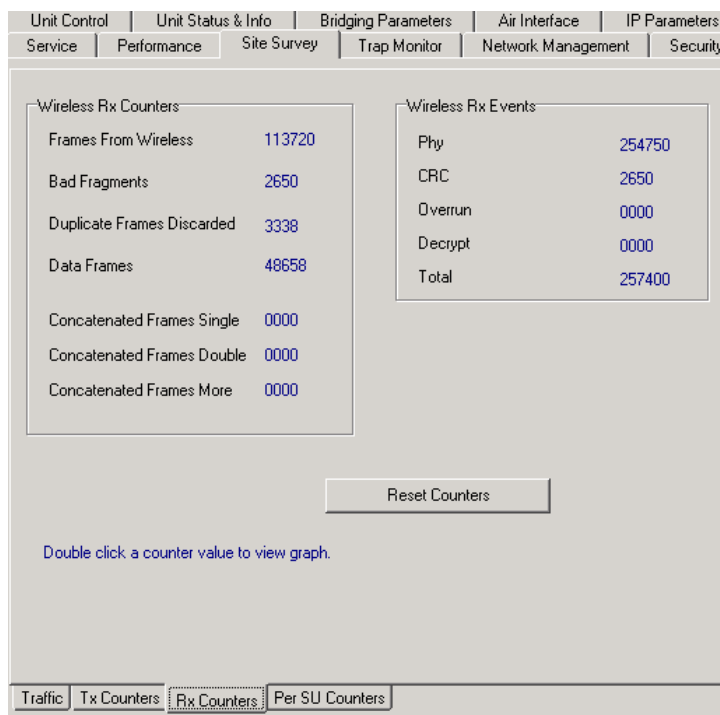 Unit Control Unit Status & Info Bridging Parameters Air Interface IP Parameters
Service Performance Site Survey Trap Monitor Network Management Security
Wireless Rx Counters
Frames From Wireless 113720
Bad Fragments 2650
Duplicate Frames Discarded 3338
Data Frames 48658
Concatenated Frames Single 0000
Concatenated Frames Double 0000
Concatenated Frames More 0000
Wireless Rx Events
Phy 254750
CRC 2650
Overrun 0000
Decrypt 0000
Total 257400
Reset Counters
Double click a counter value to view graph.
Traffic Tx Counters Rx Counters Per SU Counters